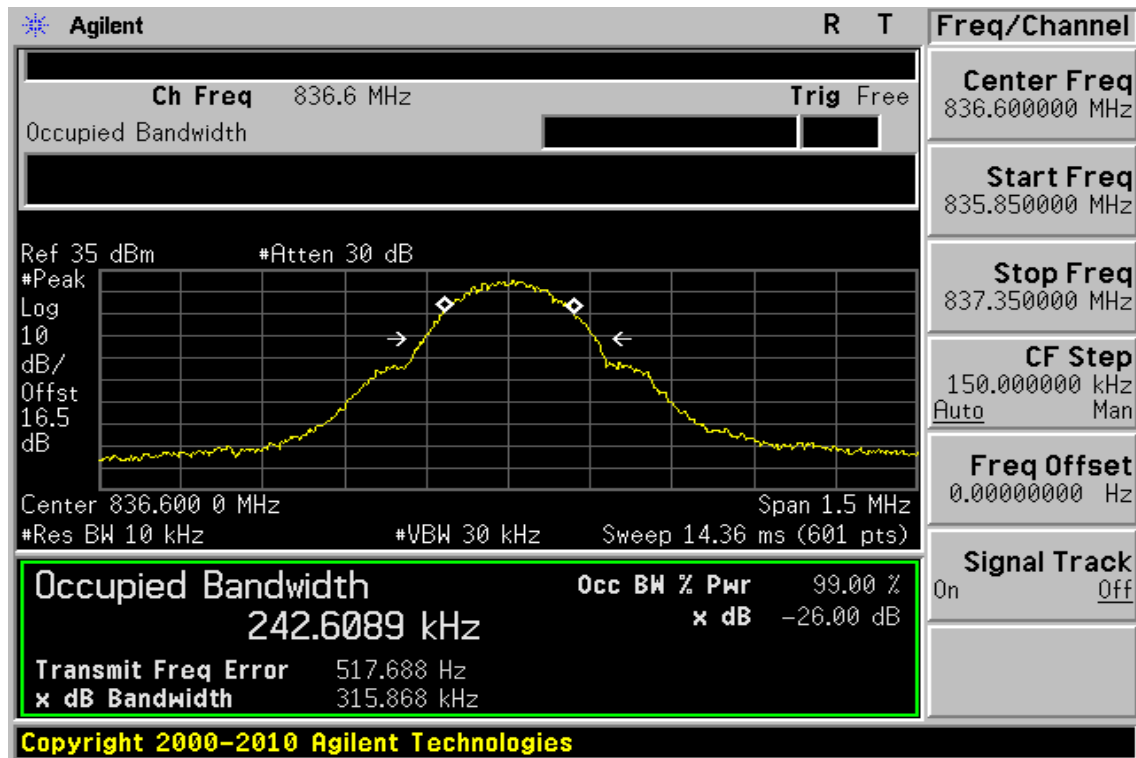 Agilent R T
Freq/Channel
Ch Freq 836.6 MHz Trig Free
Occupied Bandwidth
Center Freq
836.600000 MHz
Start Freq
835.850000 MHz
Stop Freq
837.350000 MHz
CF Step
150.000000 kHz
Auto Man
Freq Offset
0.00000000 Hz
Signal Track
On Off
Ref 35 dBm #Atten 30 dB
#Peak
Log
10
dB/
Offst
16.5
dB
Center 836.600 0 MHz Span 1.5 MHz
#Res BW 10 kHz #VBW 30 kHz Sweep 14.36 ms (601 pts)
Occupied Bandwidth Occ BW % Pwr 99.00 %
242.6089 kHz x dB -26.00 dB
Transmit Freq Error 517.688 Hz
x dB Bandwidth 315.868 kHz
Copyright 2000-2010 Agilent Technologies